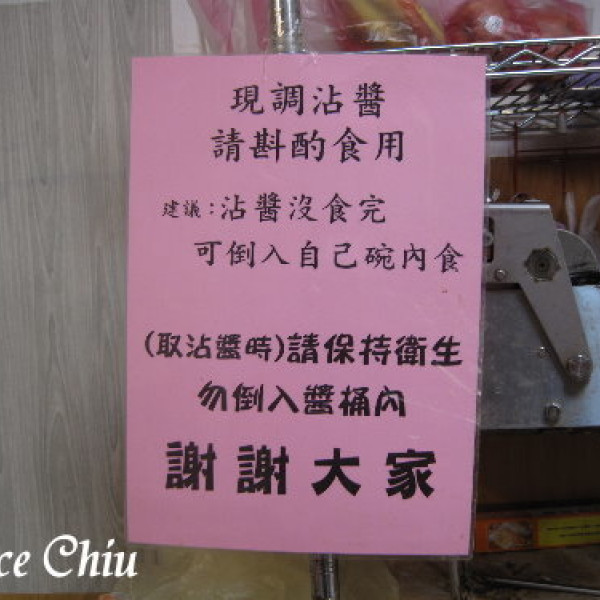 現調沾醬
請斟酌食用
建議：沾醬沒食完
可倒入自己碗內食
(取沾醬時)請保持衛生
勿倒入醬桶內
謝謝大家
ce Chiu